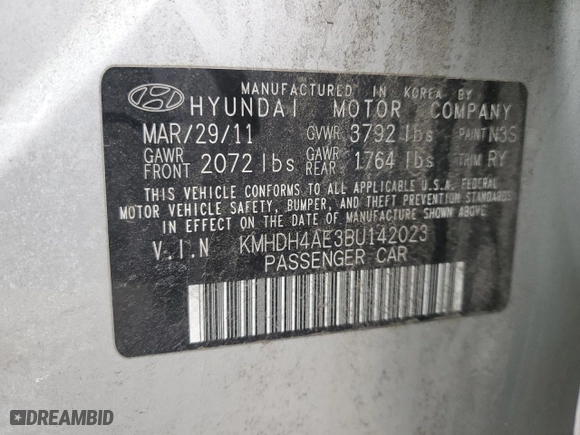 MANUFACTURED IN KOREA BY
HYUNDAI MOTOR COMPANY
MAR/29/11 GVWR 3792 lbs PAINT N3S
GAWR FRONT 2072 lbs GAWR REAR 1764 lbs TRIM RY
THIS VEHICLE CONFORMS TO ALL APPLICABLE U.S.A. FEDERAL
MOTOR VEHICLE SAFETY, BUMPER, AND THEFT PREVENTION STANDARDS
IN EFFECT ON THE DATE OF MANUFACTURE SHOWN ABOVE.
V.I.N KMHDH4AE3BU142023
PASSENGER CAR
DREAMBID